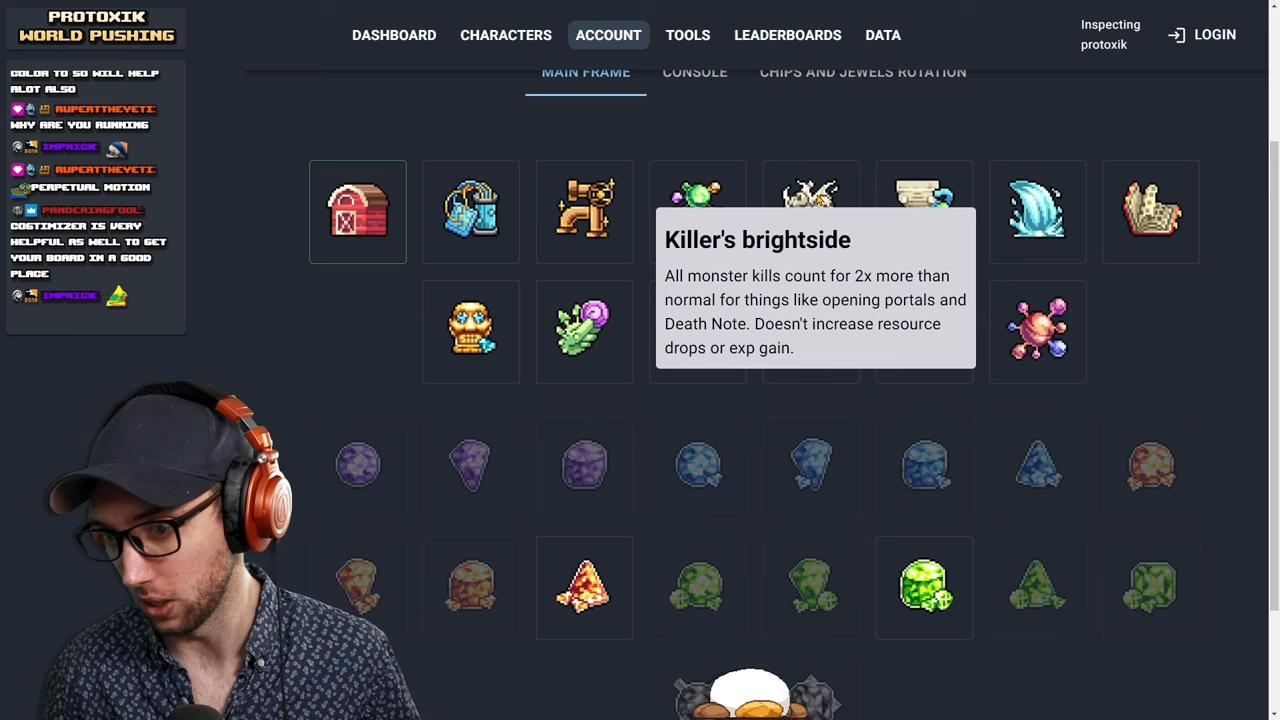 PROTOXIK
WORLD PUSHING
COLOR TO SO WILL HELP
ALOT ALSO
RUPERTTHEYETI:
WHY ARE YOU RUNNING
IMPNICK:
RUPERTTHEYETI:
PERPETUAL MOTION
PANDERINGFOOL:
COGTIMIZER IS VERY
HELPFUL AS WELL TO GET
YOUR BOARD IN A GOOD
PLACE
IMPNICK:
DASHBOARD CHARACTERS ACCOUNT TOOLS LEADERBOARDS DATA
Inspecting
protoxik
LOGIN
MAIN FRAME CONSOLE CHIPS AND JEWELS ROTATION
Killer's brightside
All monster kills count for 2x more than
normal for things like opening portals and
Death Note. Doesn't increase resource
drops or exp gain.